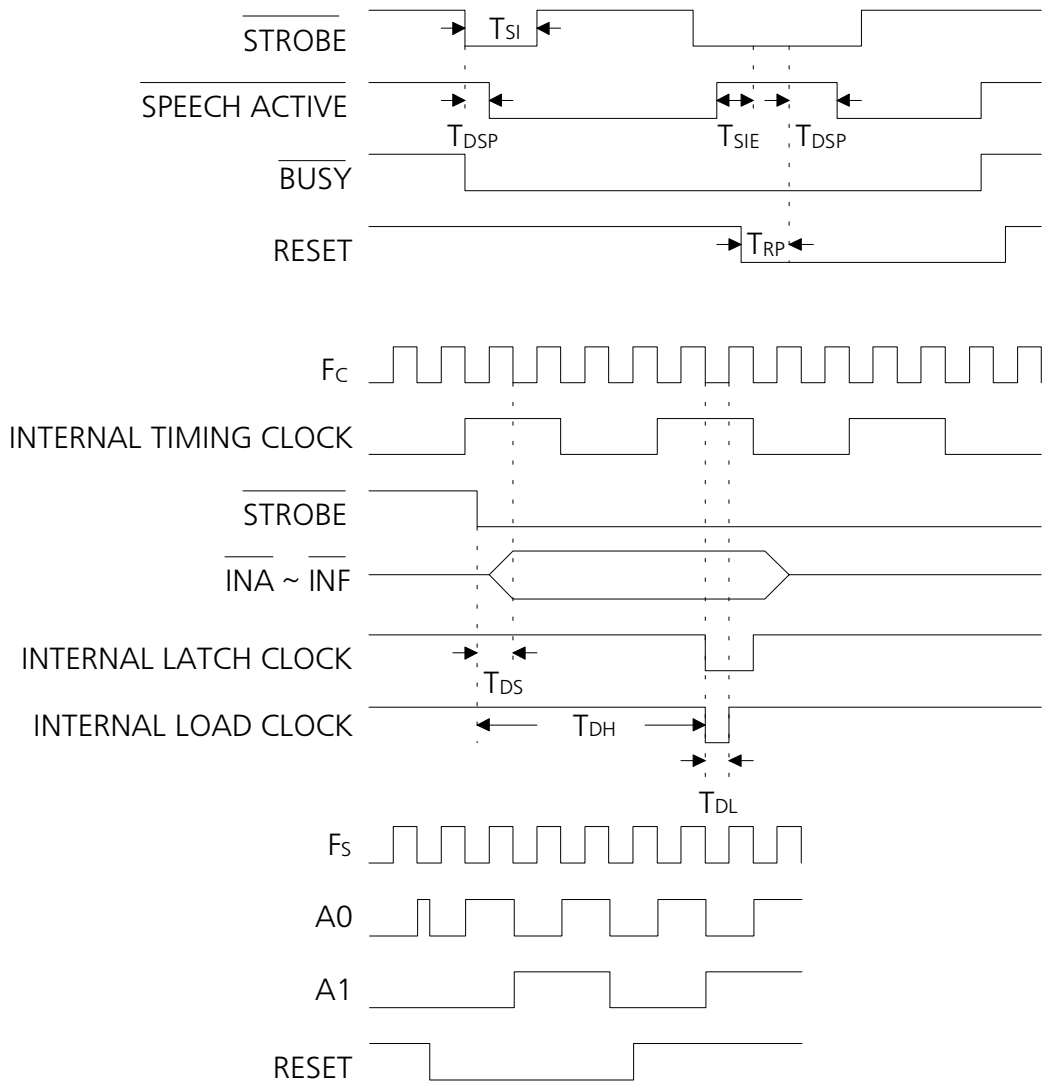 STROBE
TSI
SPEECH ACTIVE
TDSP
TSIE
TDSP
BUSY
RESET
TRP
FC
INTERNAL TIMING CLOCK
STROBE
INA ~ INF
INTERNAL LATCH CLOCK
TDS
INTERNAL LOAD CLOCK
TDH
TDL
FS
A0
A1
RESET